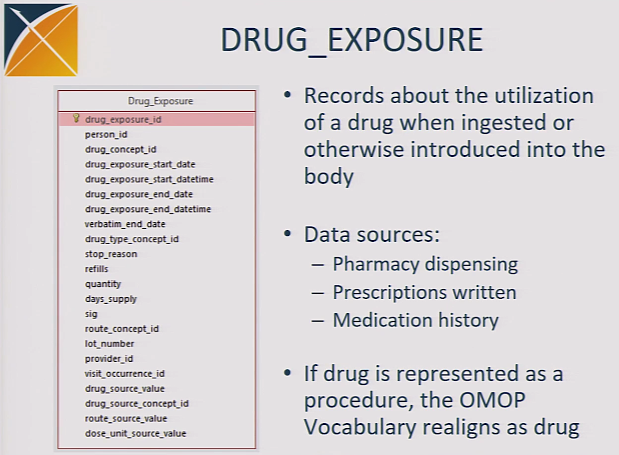 DRUG_EXPOSURE
Drug_Exposure
drug_exposure_id
person_id
drug_concept_id
drug_exposure_start_date
drug_exposure_start_datetime
drug_exposure_end_date
drug_exposure_end_datetime
verbatim_end_date
drug_type_concept_id
stop_reason
refills
quantity
days_supply
sig
route_concept_id
lot_number
provider_id
visit_occurrence_id
drug_source_value
drug_source_concept_id
route_source_value
dose_unit_source_value
• Records about the utilization
of a drug when ingested or
otherwise introduced into the
body
• Data sources:
– Pharmacy dispensing
– Prescriptions written
– Medication history
• If drug is represented as a
procedure, the OMOP
Vocabulary realigns as drug